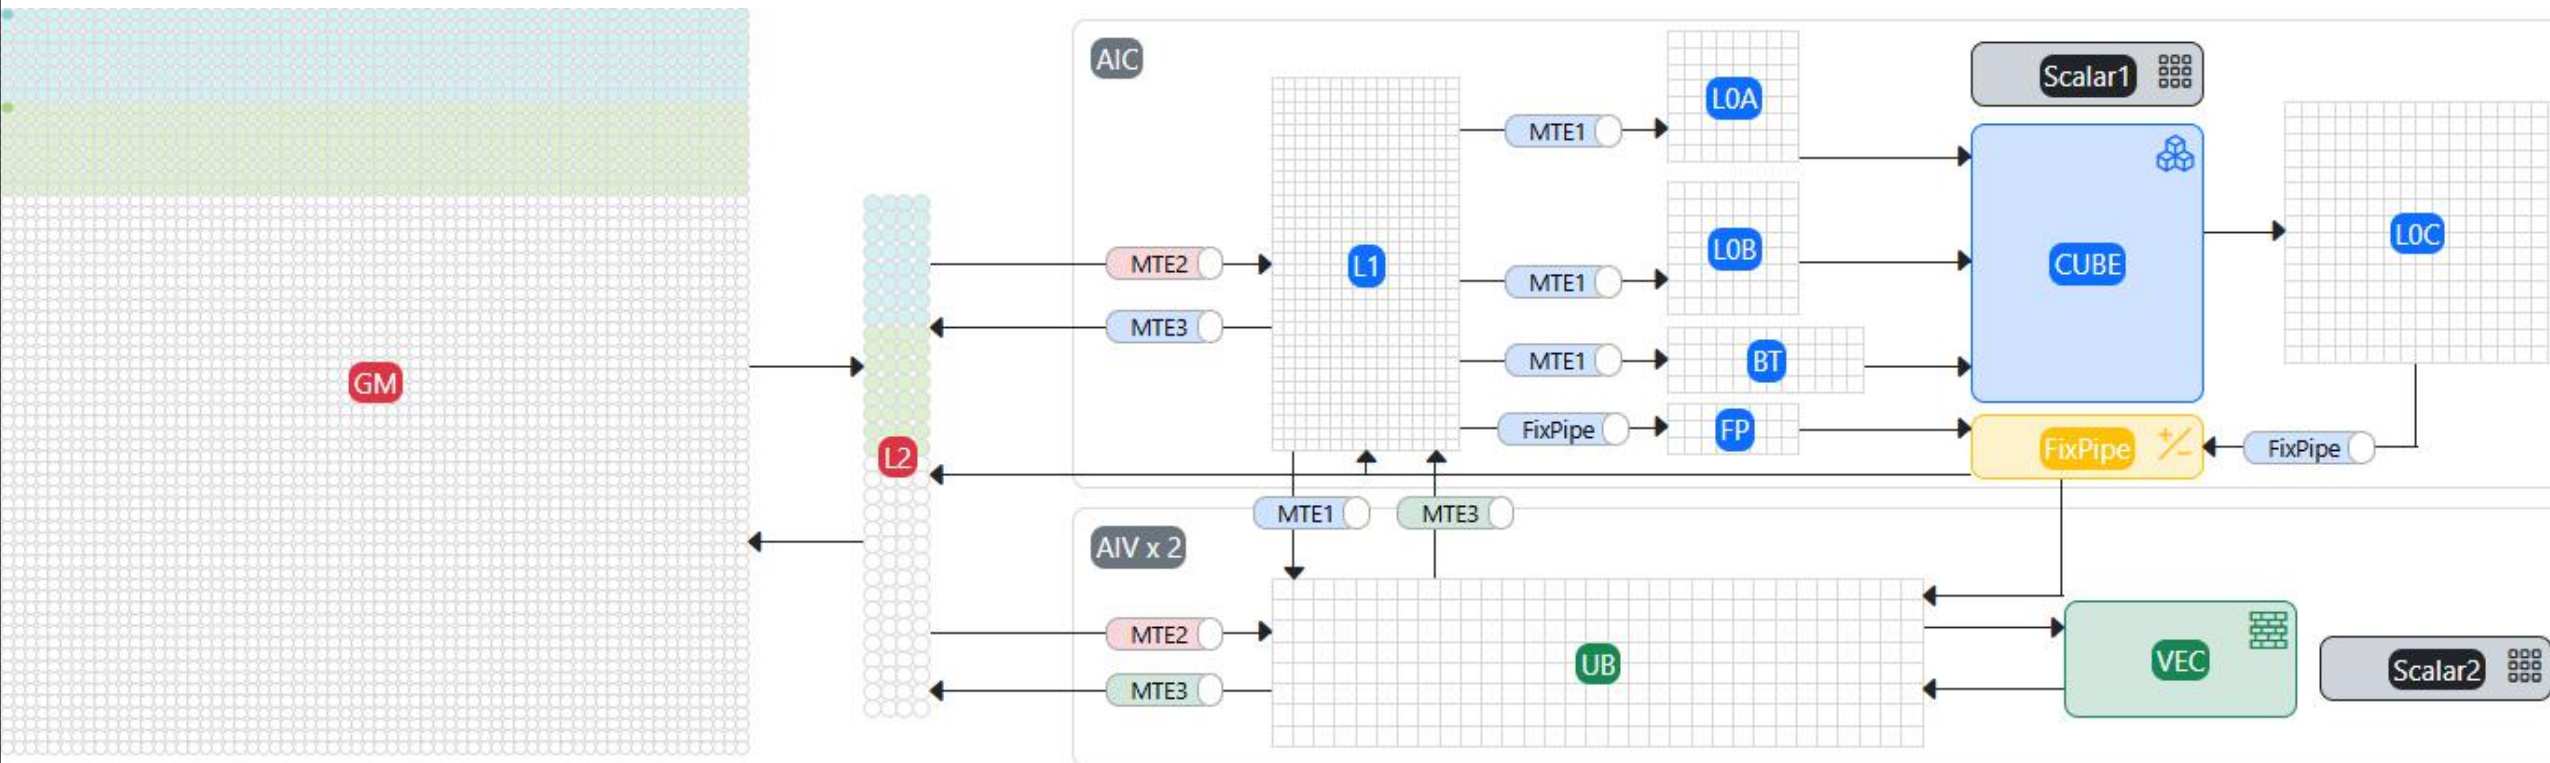 GM
L2
AIC
MTE2
MTE3
L1
MTE1
L0A
MTE1
L0B
MTE1
BT
FixPipe
FP
Scalar1
CUBE
FixPipe
L0C
FixPipe
MTE1
MTE3
AIV x 2
MTE2
MTE3
UB
VEC
Scalar2